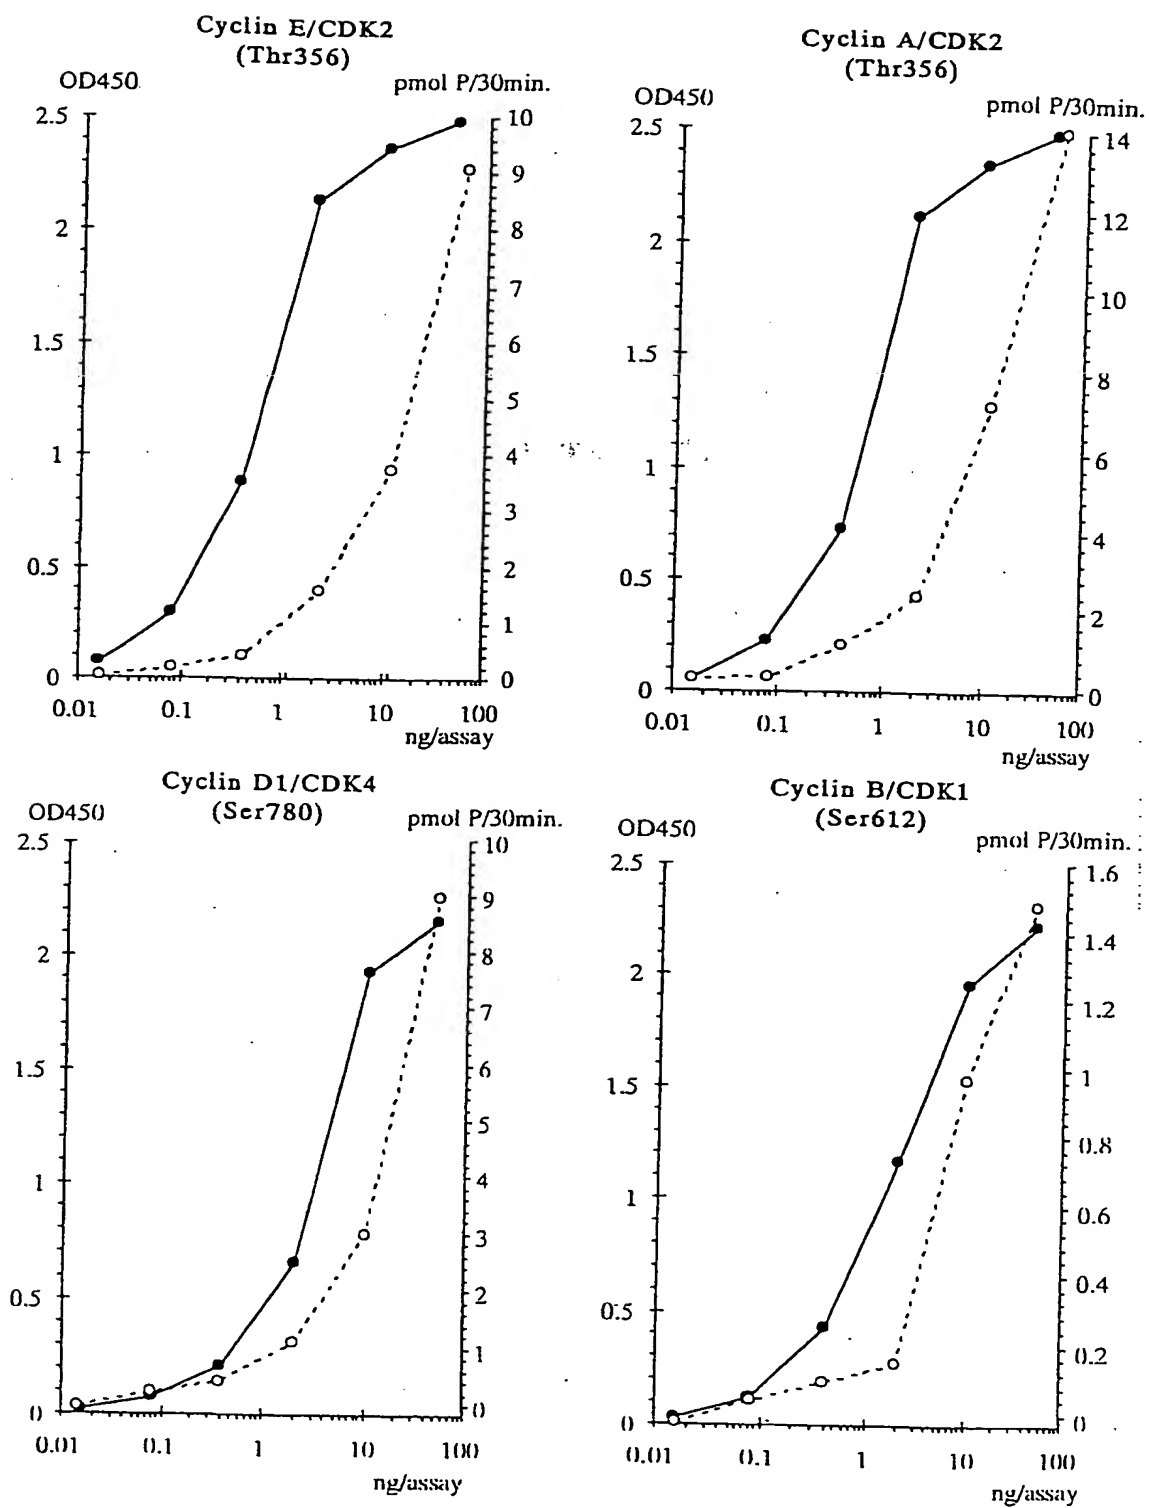 Cyclin E/CDK2
(Thr356)
OD450
pmol P/30min.
2.5
2
1.5
1
0.5
0
10
9
8
7
6
5
4
3
2
1
0
0.01 0.1 1 10 100
ng/assay
Cyclin A/CDK2
(Thr356)
OD450
pmol P/30min.
2.5
2
1.5
1
0.5
0
14
12
10
8
6
4
2
0
0.01 0.1 1 10 100
ng/assay
Cyclin D1/CDK4
(Ser780)
OD450
pmol P/30min.
2.5
2
1.5
1
0.5
0
10
9
8
7
6
5
4
3
2
1
0
0.01 0.1 1 10 100
ng/assay
Cyclin B/CDK1
(Ser612)
OD450
pmol P/30min.
2.5
2
1.5
1
0.5
0
1.6
1.4
1.2
1
0.8
0.6
0.4
0.2
0
0.01 0.1 1 10 100
ng/assay